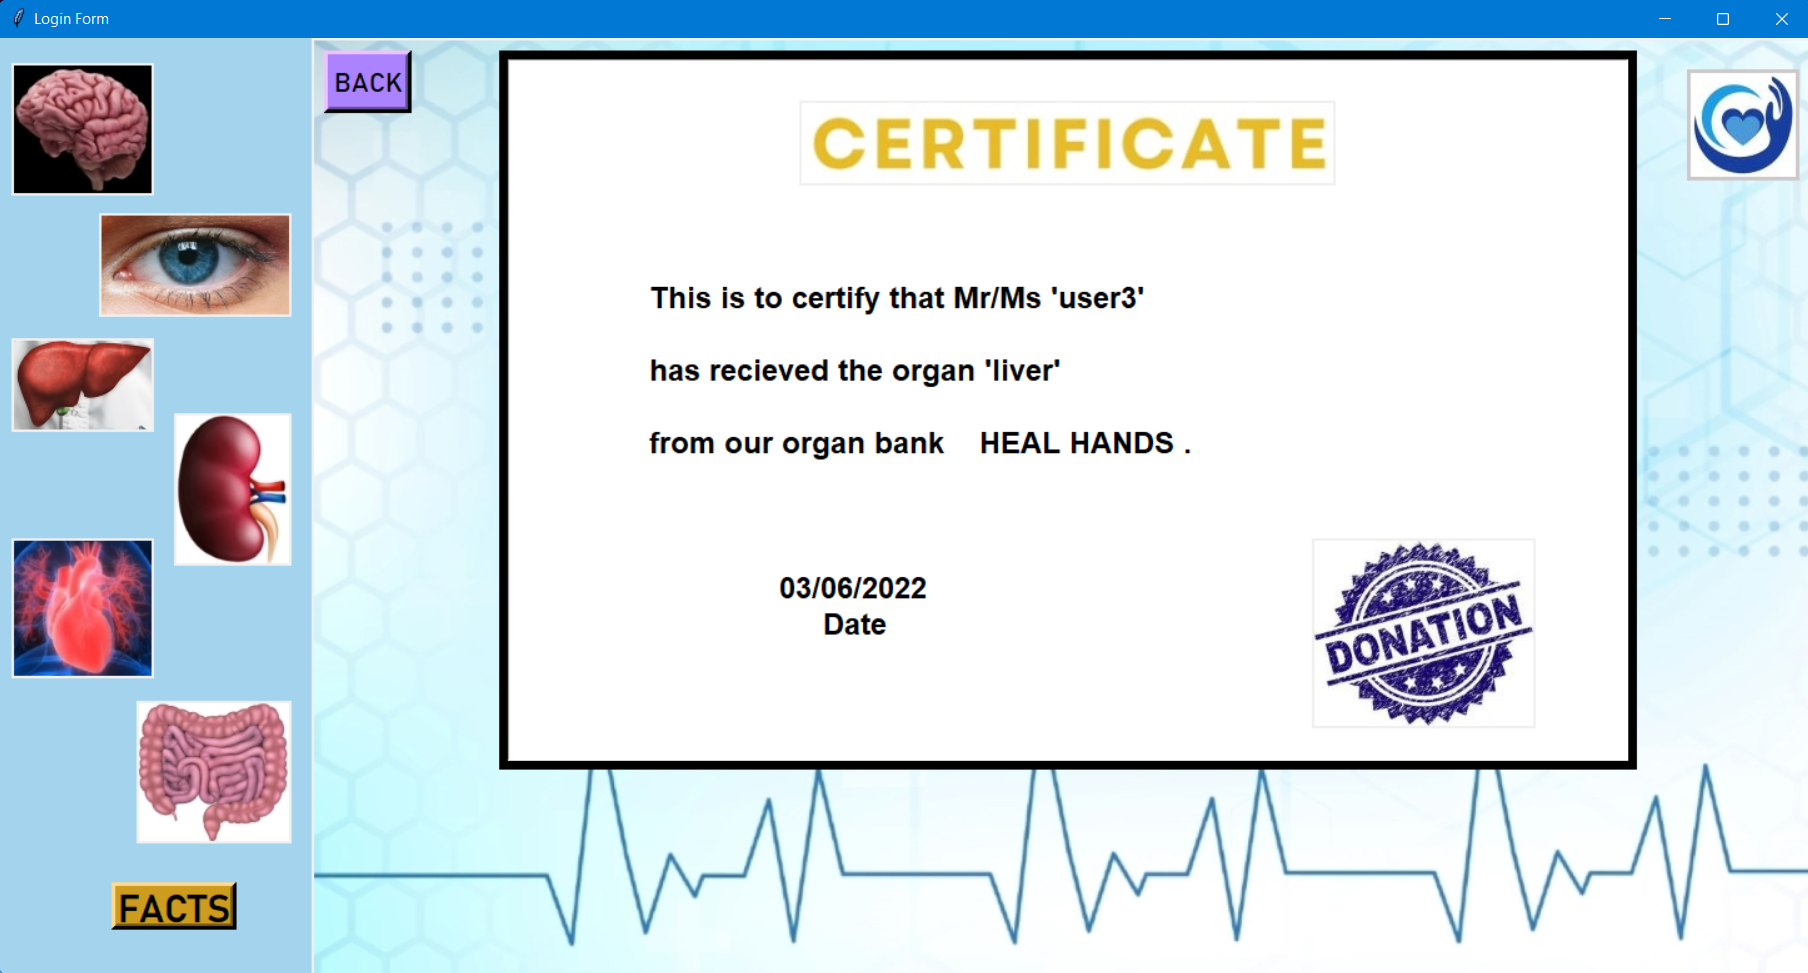 Login Form
BACK
CERTIFICATE
This is to certify that Mr/Ms 'user3'
has recieved the organ 'liver'
from our organ bank HEAL HANDS .
03/06/2022
Date
DONATION
FACTS